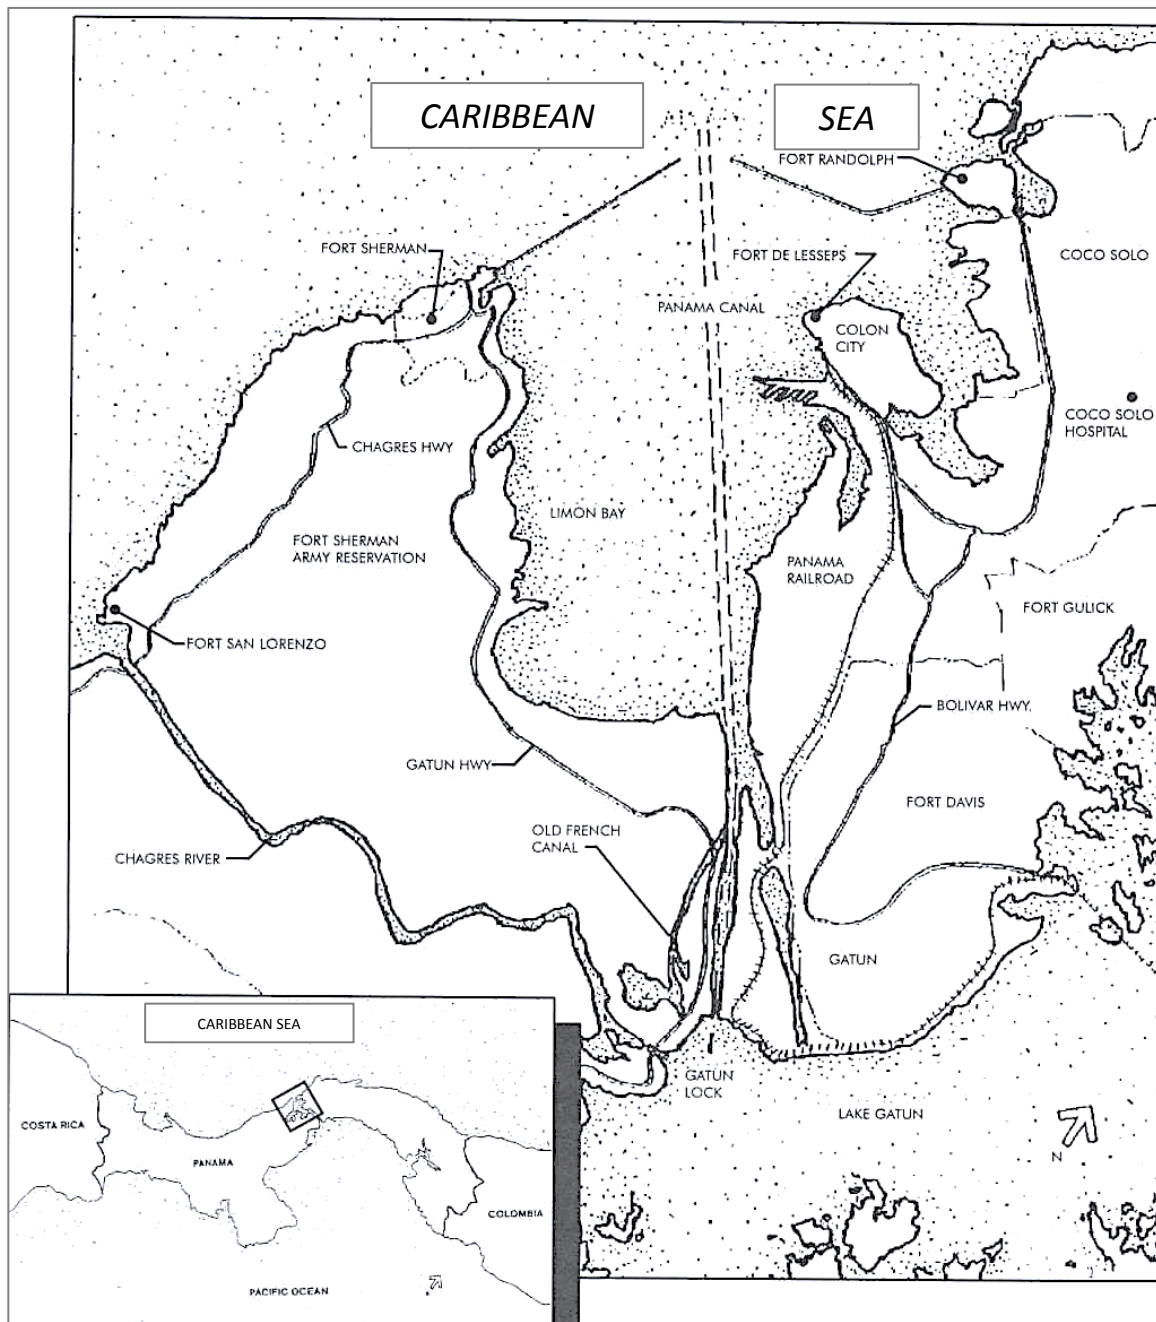 CARIBBEAN
SEA
FORT RANDOLPH
FORT SHERMAN
FORT DE LESSEPS
COCO SOLO
PANAMA CANAL
COLON
CITY
COCO SOLO
HOSPITAL
CHAGRES HWY
LIMON BAY
FORT SHERMAN
ARMY RESERVATION
PANAMA
RAILROAD
FORT GULICK
FORT SAN LORENZO
BOLIVAR HWY.
GATUN HWY
FORT DAVIS
OLD FRENCH
CANAL
CHAGRES RIVER
GATUN
GATUN
LOCK
LAKE GATUN
N
CARIBBEAN SEA
COSTA RICA
PANAMA
COLOMBIA
PACIFIC OCEAN